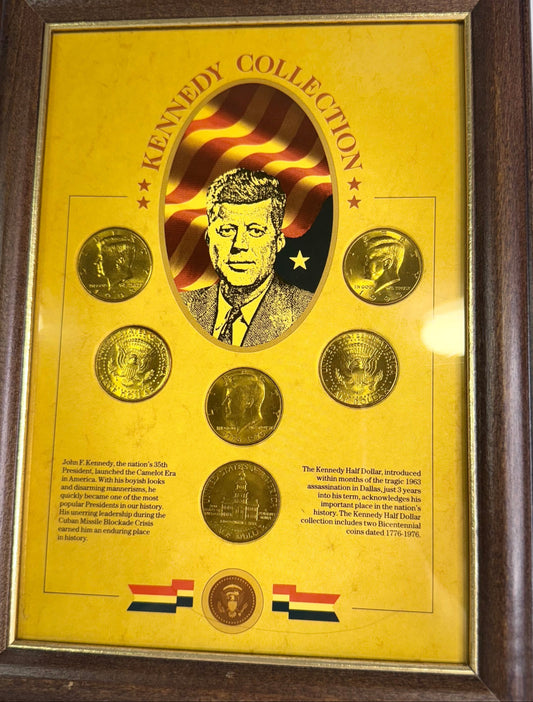 KENNEDY COLLECTION
John F. Kennedy, the nation's 35th
President, launched the Camelot Era
in America. With his boyish looks
and disarming mannerisms, he
quickly became one of the most
popular Presidents in our history.
His unerring leadership during the
Cuban Missile Blockade Crisis
earned him an enduring place
in history.
The Kennedy Half Dollar, introduced
within months of the tragic 1963
assassination in Dallas, just 3 years
into his term, acknowledges his
important place in the nation's
history. The Kennedy Half Dollar
collection includes two Bicentennial
coins dated 1776-1976.